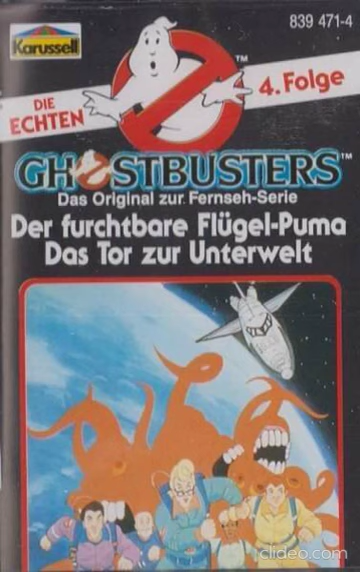 Karussell
839 471-4
DIE ECHTEN
4. Folge
GHOSTBUSTERS™
Das Original zur Fernseh-Serie
Der furchtbare Flügel-Puma
Das Tor zur Unterwelt
clideo.com